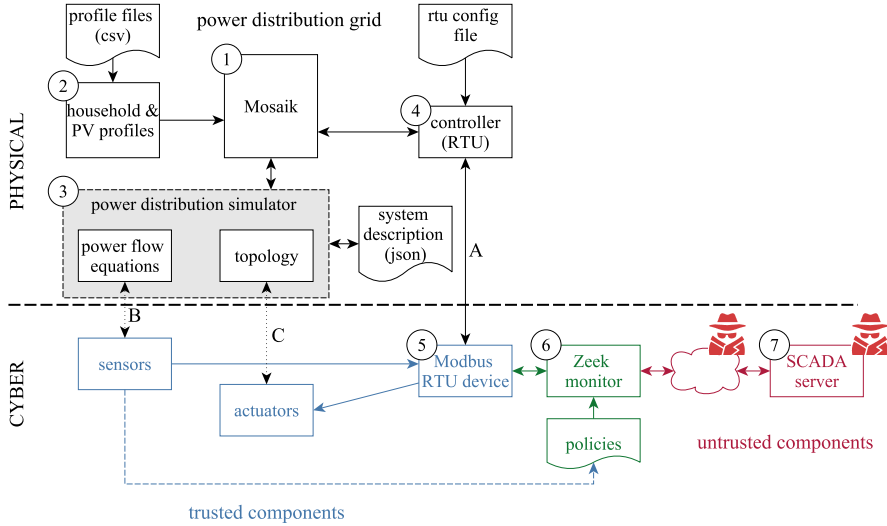 profile files
(csv)
power distribution grid
rtu config
file
1
2
household &
PV profiles
Mosaik
4
controller
(RTU)
PHYSICAL
3
power distribution simulator
power flow
equations
topology
system
description
(json)
A
B
C
CYBER
sensors
actuators
5
Modbus
RTU device
6
Zeek
monitor
7
SCADA
server
policies
untrusted components
trusted components